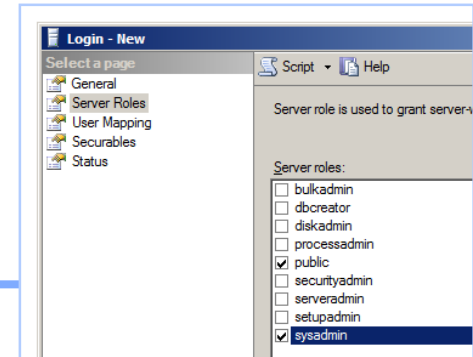 Login - New
Select a page
General
Server Roles
User Mapping
Securables
Status
Script Help
Server role is used to grant server-
Server roles:
bulkadmin
dbcreator
diskadmin
processadmin
public
securityadmin
serveradmin
setupadmin
sysadmin